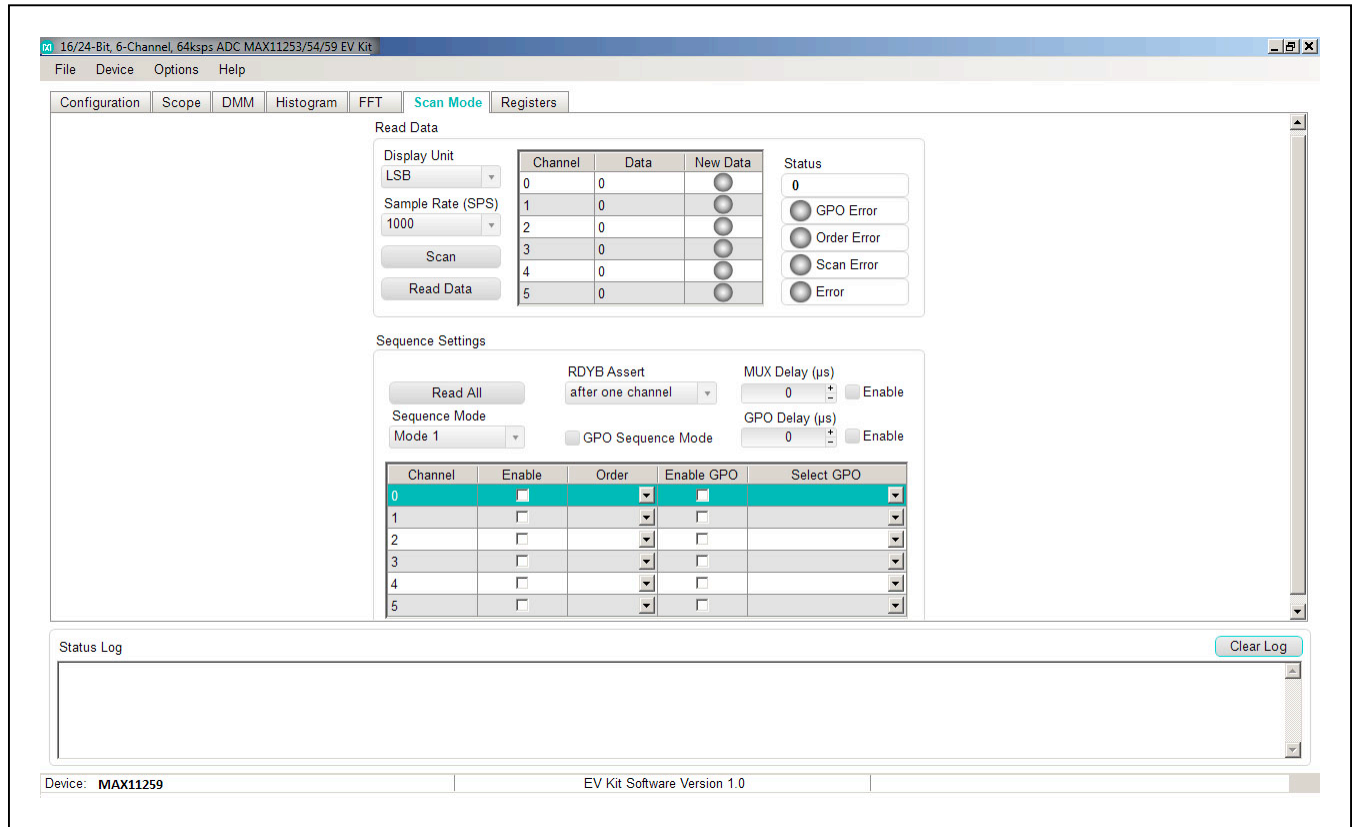 16/24-Bit, 6-Channel, 64ksps ADC MAX11253/54/59 EV Kit
File Device Options Help
Configuration Scope DMM Histogram FFT Scan Mode Registers
Read Data
Display Unit
LSB
Sample Rate (SPS)
1000
Scan
Read Data
Channel Data New Data
0 0
1 0
2 0
3 0
4 0
5 0
Status
0
GPO Error
Order Error
Scan Error
Error
Sequence Settings
Read All
Sequence Mode
Mode 1
RDYB Assert
after one channel
GPO Sequence Mode
MUX Delay (µs)
0 Enable
GPO Delay (µs)
0 Enable
Channel Enable Order Enable GPO Select GPO
0
1
2
3
4
5
Status Log
Clear Log
Device: MAX11259
EV Kit Software Version 1.0